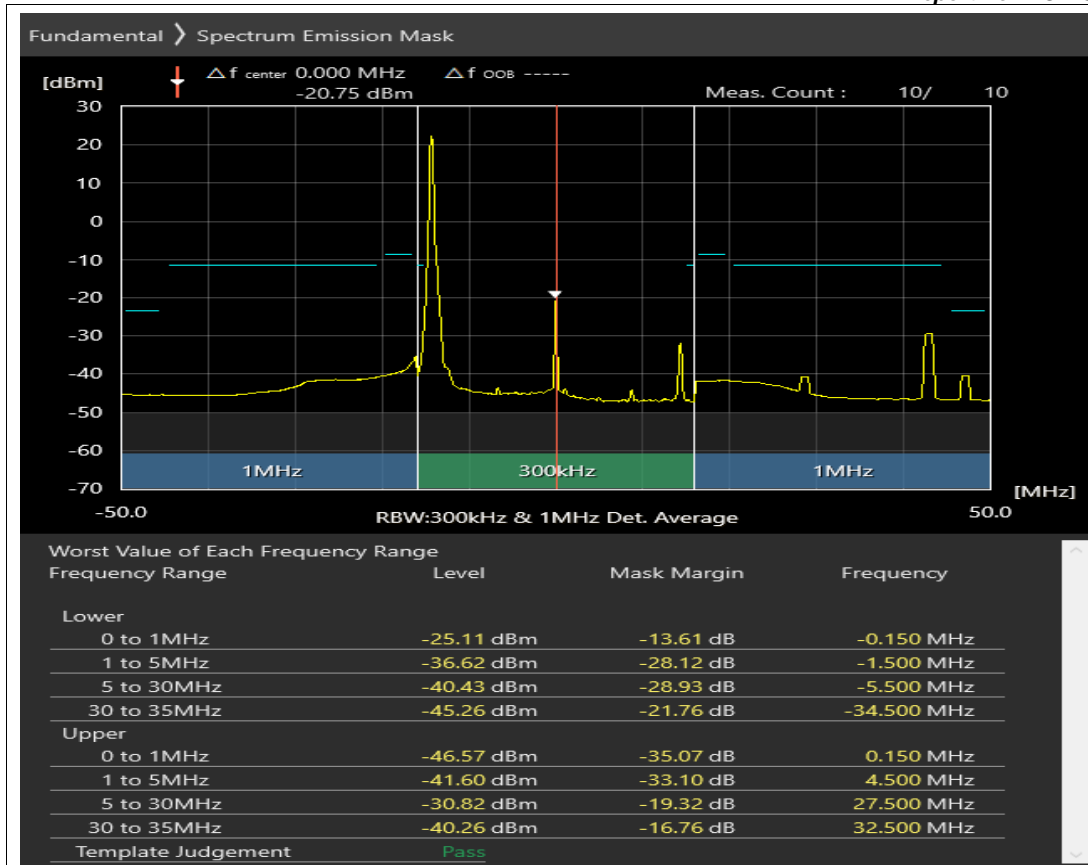 Fundamental 〉 Spectrum Emission Mask
[dBm] △ f center 0.000 MHz △ f OOB -----
-20.75 dBm Meas. Count : 10/ 10
30
20
10
0
-10
-20
-30
-40
-50
-60
1MHz 300kHz 1MHz
-70
[MHz]
-50.0 RBW:300kHz & 1MHz Det. Average 50.0
Worst Value of Each Frequency Range
Frequency Range Level Mask Margin Frequency
Lower
0 to 1MHz -25.11 dBm -13.61 dB -0.150 MHz
1 to 5MHz -36.62 dBm -28.12 dB -1.500 MHz
5 to 30MHz -40.43 dBm -28.93 dB -5.500 MHz
30 to 35MHz -45.26 dBm -21.76 dB -34.500 MHz
Upper
0 to 1MHz -46.57 dBm -35.07 dB 0.150 MHz
1 to 5MHz -41.60 dBm -33.10 dB 4.500 MHz
5 to 30MHz -30.82 dBm -19.32 dB 27.500 MHz
30 to 35MHz -40.26 dBm -16.76 dB 32.500 MHz
Template Judgement Pass